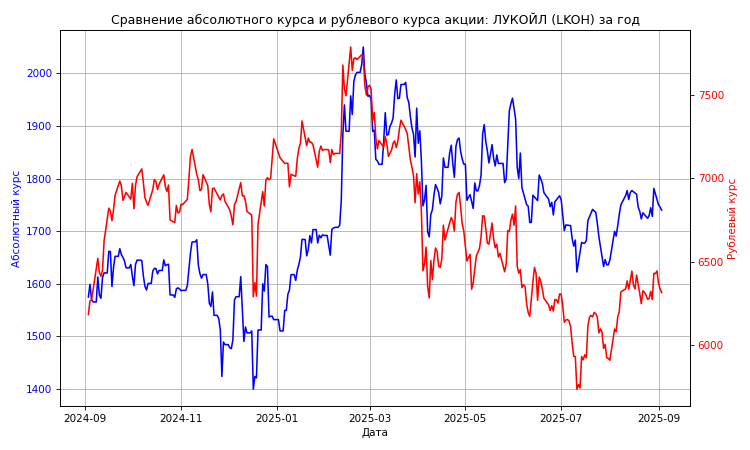 Сравнение абсолютного курса и рублевого курса акции: ЛУКОЙЛ (LKOH) за год
2000
1900
1800
1700
1600
1500
1400
Абсолютный курс
7500
7000
6500
6000
Рублевый курс
2024-09 2024-11 2025-01 2025-03 2025-05 2025-07 2025-09
Дата